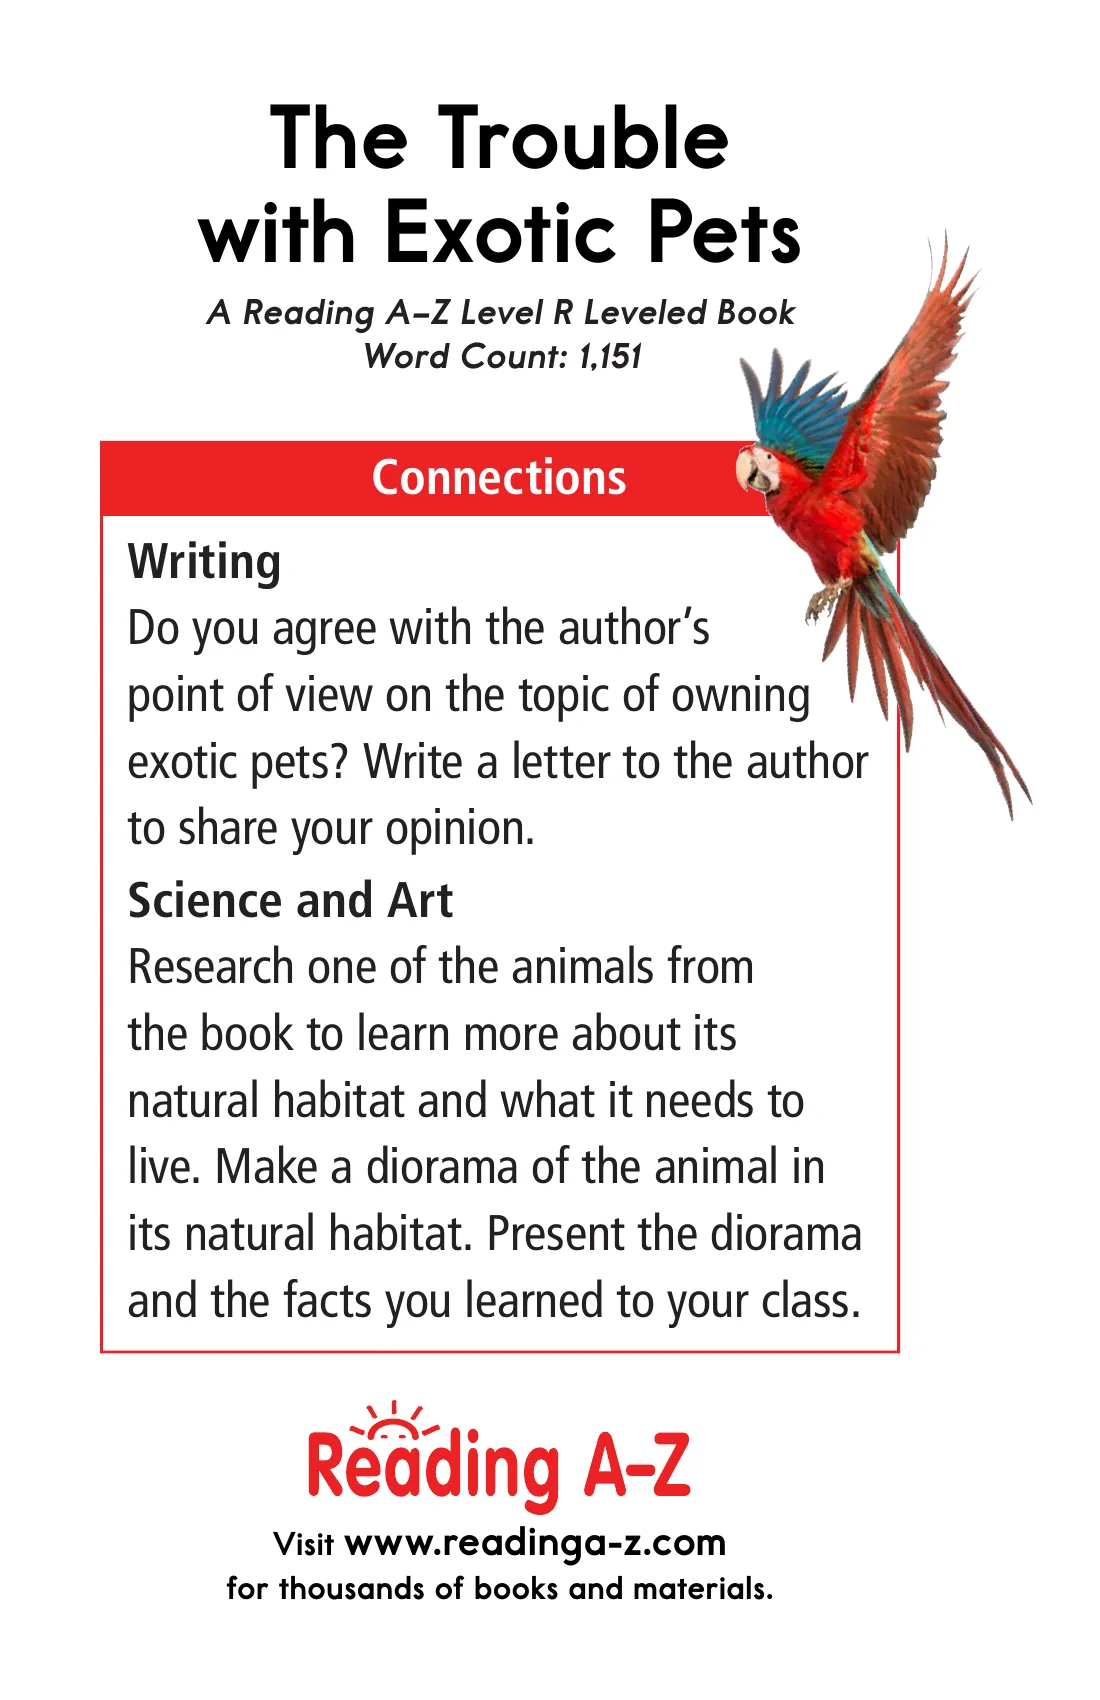 The Trouble
with Exotic Pets
A Reading A–Z Level R Leveled Book
Word Count: 1,151
Connections
Writing
Do you agree with the author’s
point of view on the topic of owning
exotic pets? Write a letter to the author
to share your opinion.
Science and Art
Research one of the animals from
the book to learn more about its
natural habitat and what it needs to
live. Make a diorama of the animal in
its natural habitat. Present the diorama
and the facts you learned to your class.
Reading A–Z
Visit www.readinga-z.com
for thousands of books and materials.